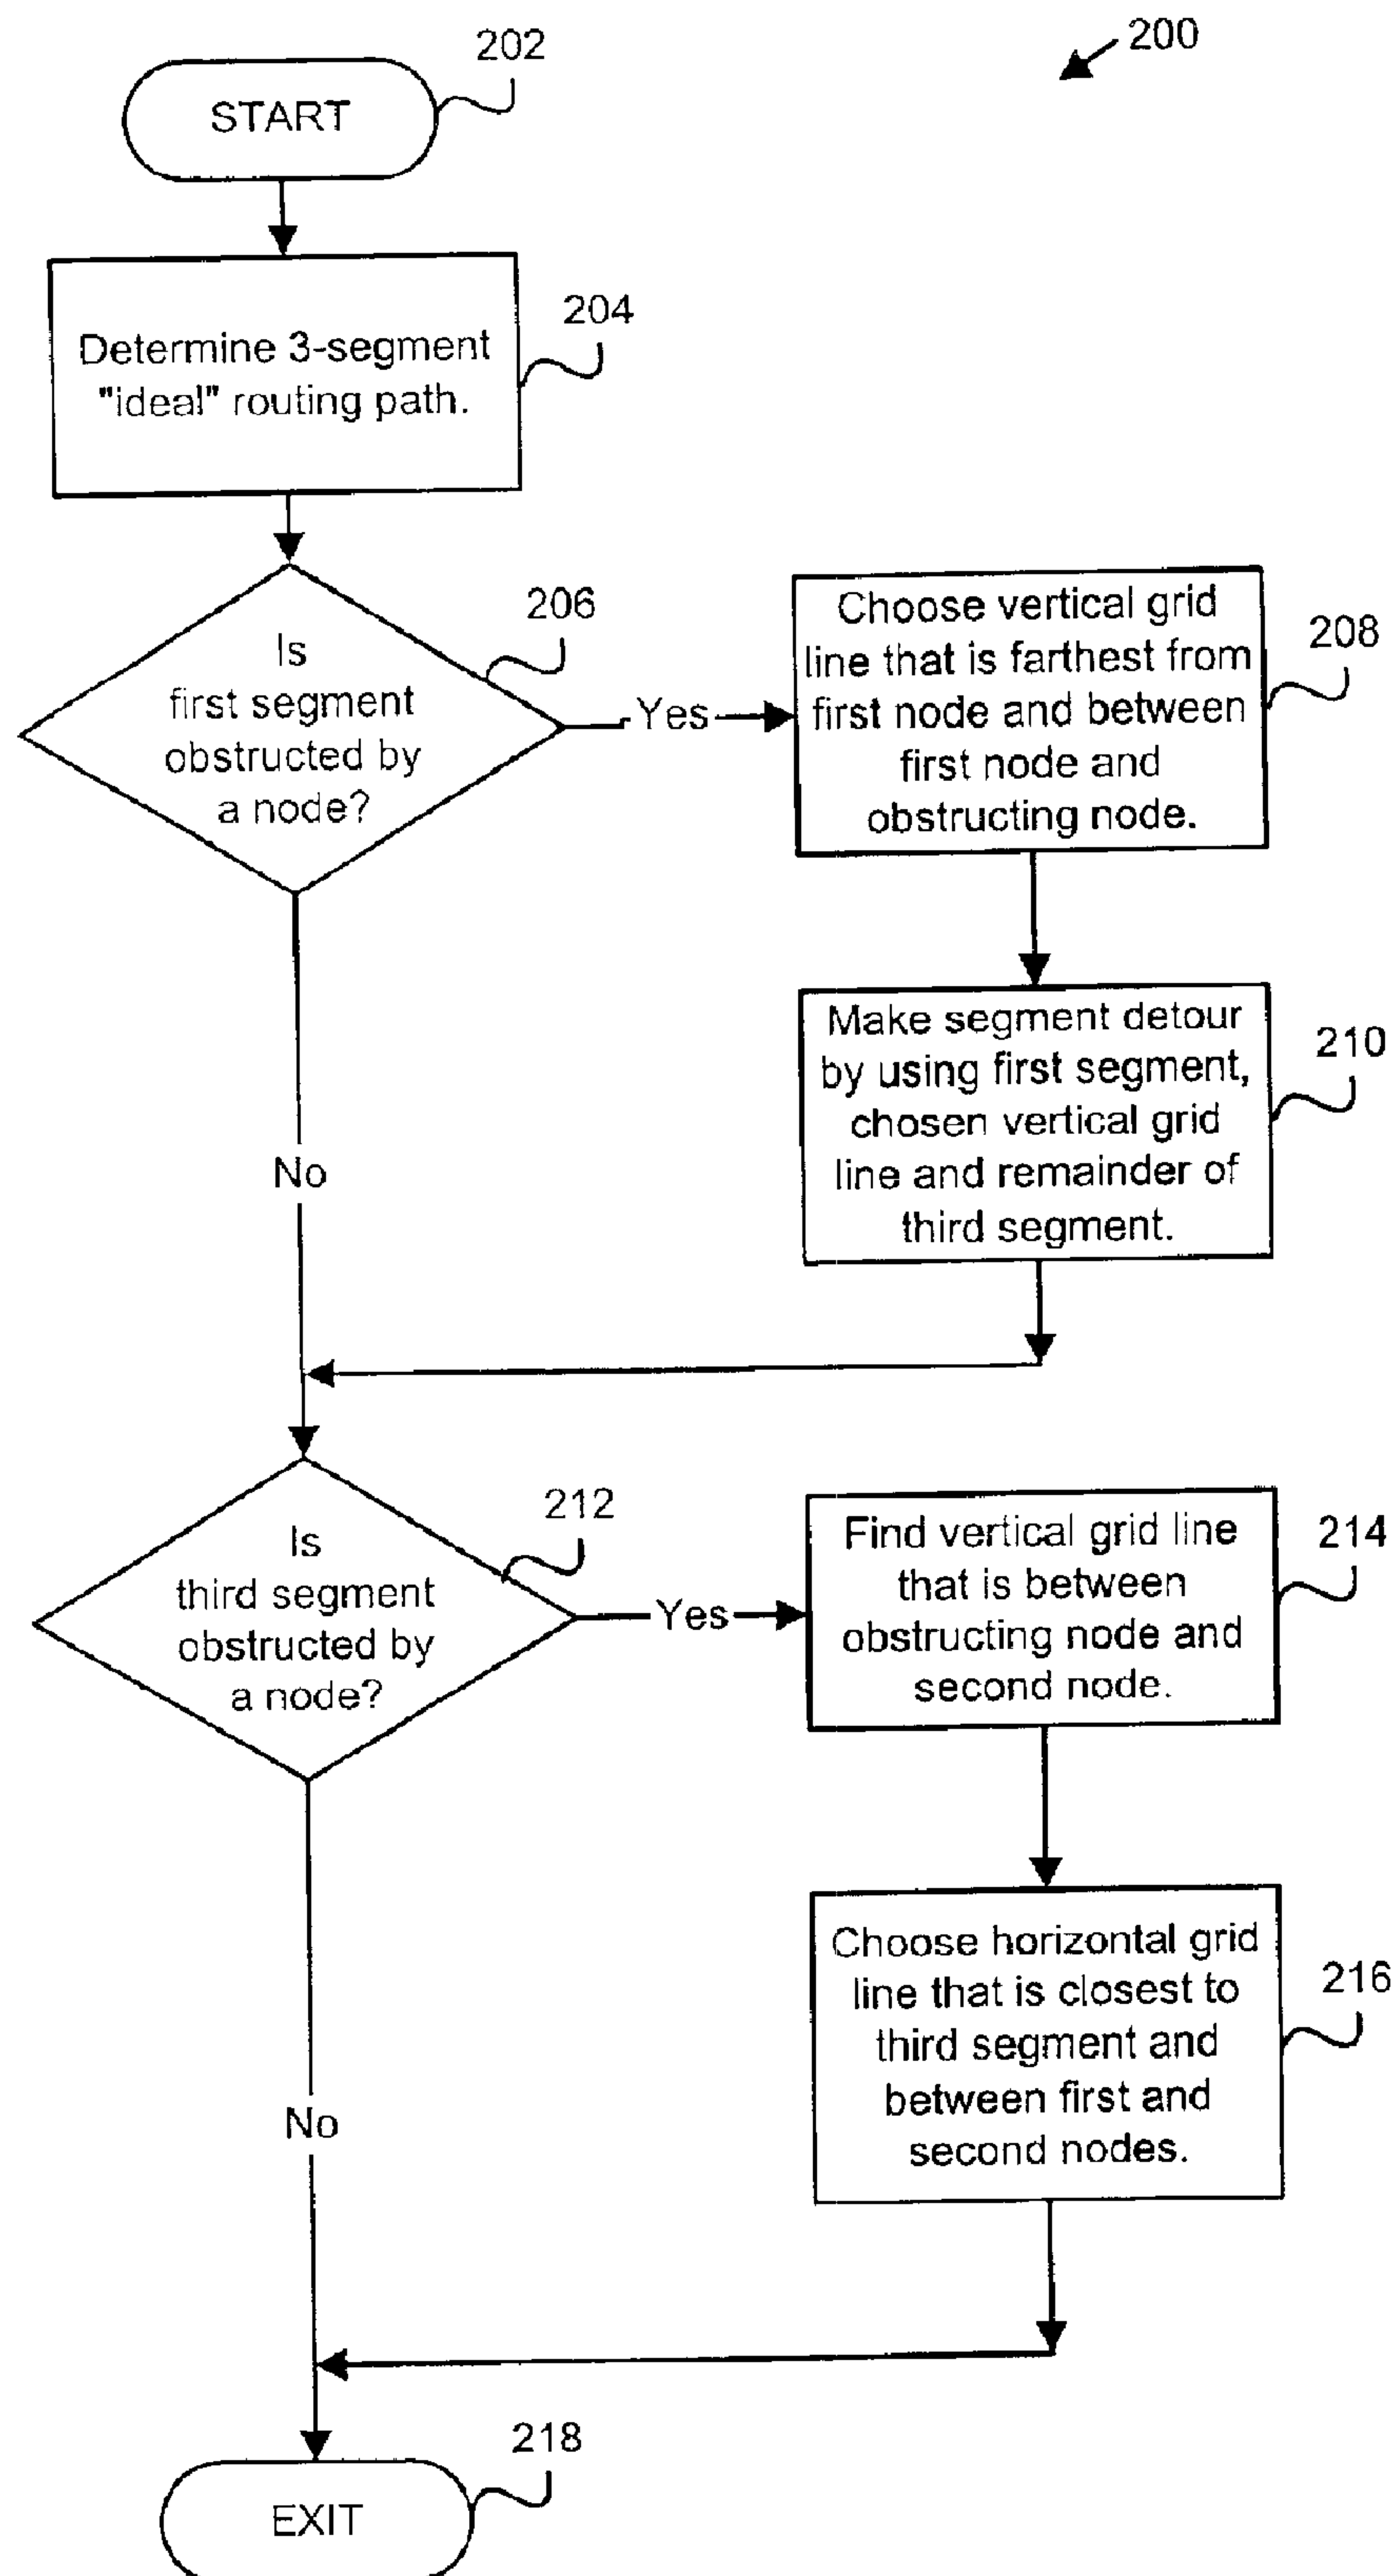 200
202
START
204
Determine 3-segment
"ideal" routing path.
206
Is
first segment
obstructed by
a node?
Yes
208
Choose vertical grid
line that is farthest from
first node and between
first node and
obstructing node.
210
Make segment detour
by using first segment,
chosen vertical grid
line and remainder of
third segment.
No
212
Is
third segment
obstructed by
a node?
Yes
214
Find vertical grid line
that is between
obstructing node and
second node.
216
Choose horizontal grid
line that is closest to
third segment and
between first and
second nodes.
No
218
EXIT